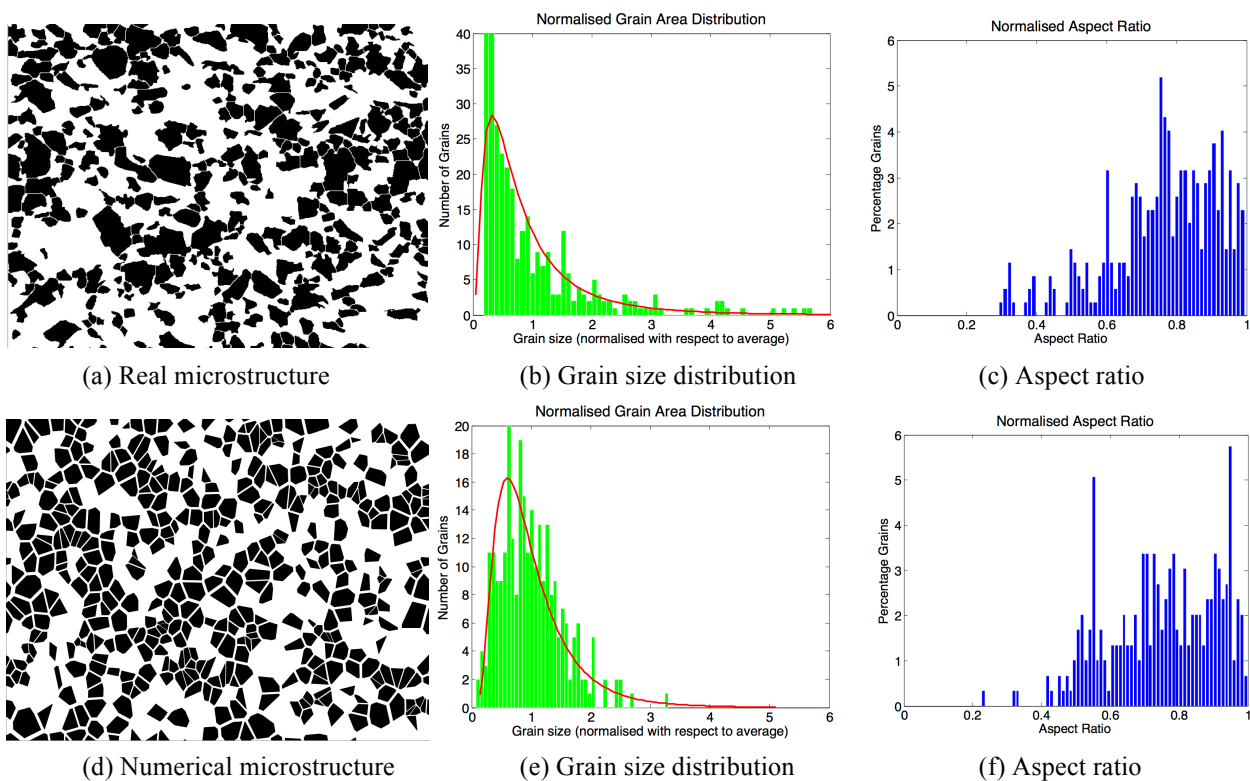 Normalised Grain Area Distribution
40
35
30
25
20
15
10
5
0
Number of Grains
0 1 2 3 4 5 6
Grain size (normalised with respect to average)
Normalised Aspect Ratio
6
5
4
3
2
1
0
Percentage Grains
0 0.2 0.4 0.6 0.8 1
Aspect Ratio
(a) Real microstructure
(b) Grain size distribution
(c) Aspect ratio
Normalised Grain Area Distribution
20
18
16
14
12
10
8
6
4
2
0
Number of Grains
0 1 2 3 4 5 6
Grain size (normalised with respect to average)
Normalised Aspect Ratio
6
5
4
3
2
1
0
Percentage Grains
0 0.2 0.4 0.6 0.8 1
Aspect Ratio
(d) Numerical microstructure
(e) Grain size distribution
(f) Aspect ratio